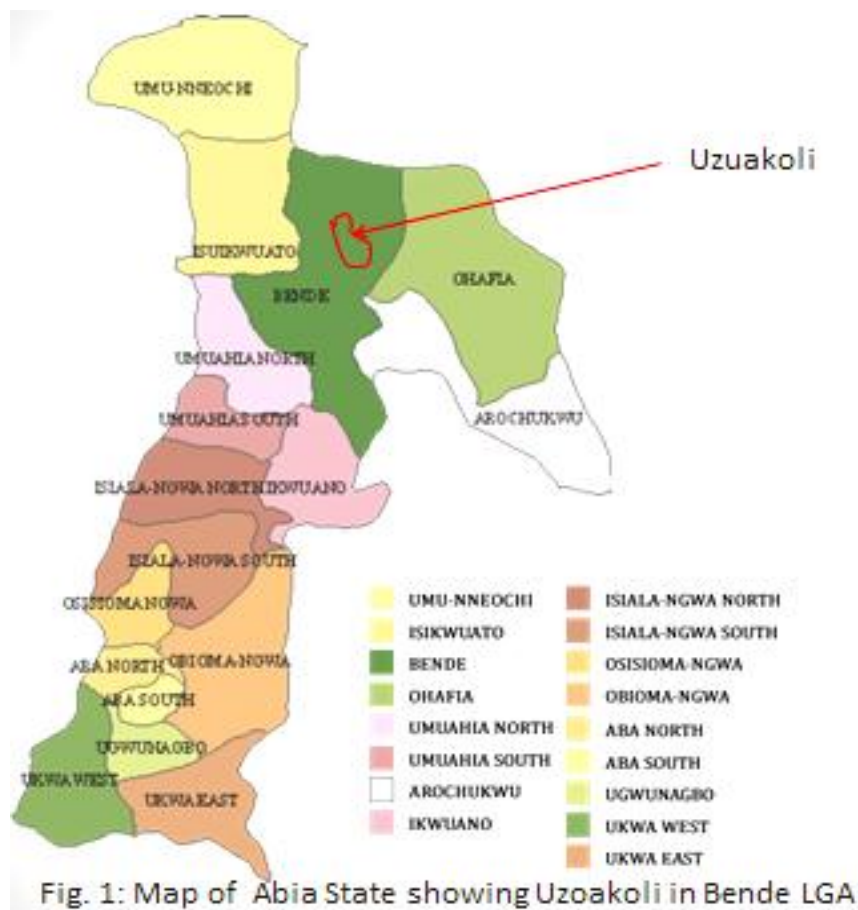 UMU-NNEOCHI
Uzuakoli
ISUIKWUATO
OHAFIA
BENDE
UMUAHIA NORTH
UMUAHIA SOUTH
AROCHUKWU
ISIALA-NGWA NORTH
IKWUANO
ISIALA-NGWA SOUTH
OSISIOMA NGWA
ABA NORTH
OBIOMA-NGWA
ABA SOUTH
UGWUNAGBO
UKWA WEST
UKWA EAST
UMU-NNEOCHI
ISIKWUATO
BENDE
OHAFIA
UMUAHIA NORTH
UMUAHIA SOUTH
AROCHUKWU
IKWUANO
ISIALA-NGWA NORTH
ISIALA-NGWA SOUTH
OSISIOMA-NGWA
OBIOMA-NGWA
ABA NORTH
ABA SOUTH
UGWUNAGBO
UKWA WEST
UKWA EAST
Fig. 1: Map of Abia State showing Uzoakoli in Bende LGA